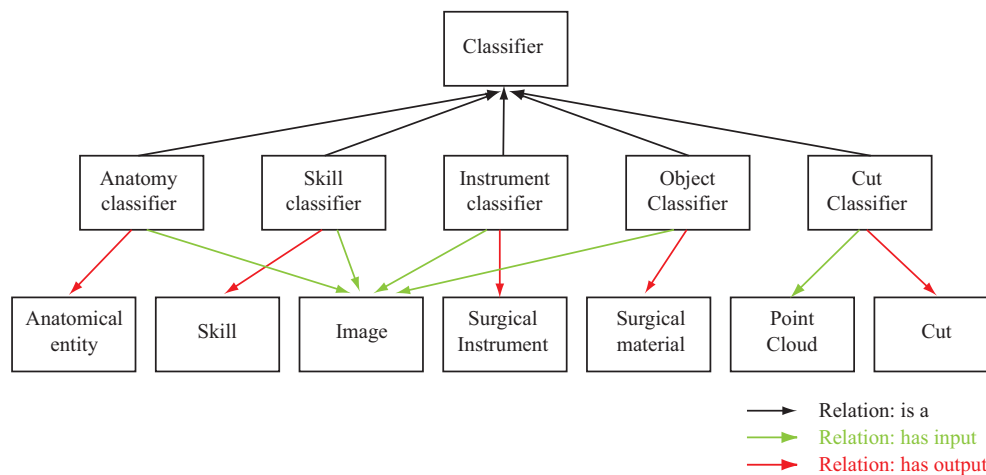 Classifier
Anatomy
classifier
Skill
classifier
Instrument
classifier
Object
Classifier
Cut
Classifier
Anatomical
entity
Skill
Image
Surgical
Instrument
Surgical
material
Point
Cloud
Cut
Relation: is a
Relation: has input
Relation: has output